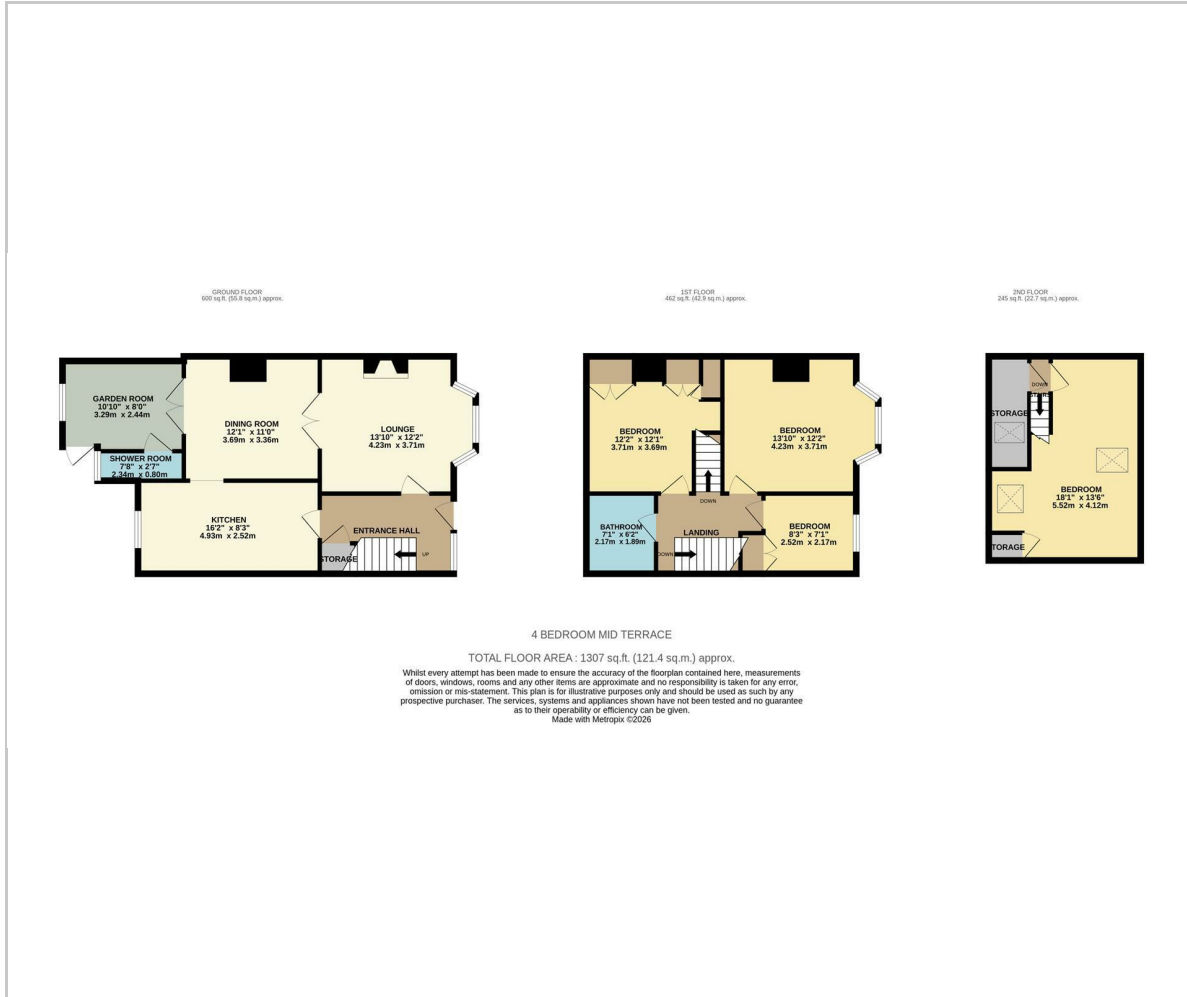 GROUND FLOOR
600 sq.ft. (55.8 sq.m.) approx.
GARDEN ROOM
10'10" x 8'0"
3.29m x 2.44m
DINING ROOM
12'1" x 11'0"
3.69m x 3.36m
LOUNGE
13'10" x 12'2"
4.23m x 3.71m
SHOWER ROOM
7'8" x 2'7"
2.34m x 0.80m
KITCHEN
16'2" x 8'3"
4.93m x 2.52m
ENTRANCE HALL
STORAGE
UP
1ST FLOOR
462 sq.ft. (42.9 sq.m.) approx.
BEDROOM
12'2" x 12'1"
3.71m x 3.69m
BEDROOM
13'10" x 12'2"
4.23m x 3.71m
DOWN
BATHROOM
7'1" x 6'2"
2.17m x 1.89m
LANDING
DOWN
BEDROOM
8'3" x 7'1"
2.52m x 2.17m
2ND FLOOR
245 sq.ft. (22.7 sq.m.) approx.
DOWN
STAIRS
STORAGE
BEDROOM
18'1" x 13'6"
5.52m x 4.12m
TORAGE
4 BEDROOM MID TERRACE
TOTAL FLOOR AREA : 1307 sq.ft. (121.4 sq.m.) approx.
Whilst every attempt has been made to ensure the accuracy of the floorplan contained here, measurements
of doors, windows, rooms and any other items are approximate and no responsibility is taken for any error,
omission or mis-statement. This plan is for illustrative purposes only and should be used as such by any
prospective purchaser. The services, systems and appliances shown have not been tested and no guarantee
as to their operability or efficiency can be given.
Made with Metropix ©2026